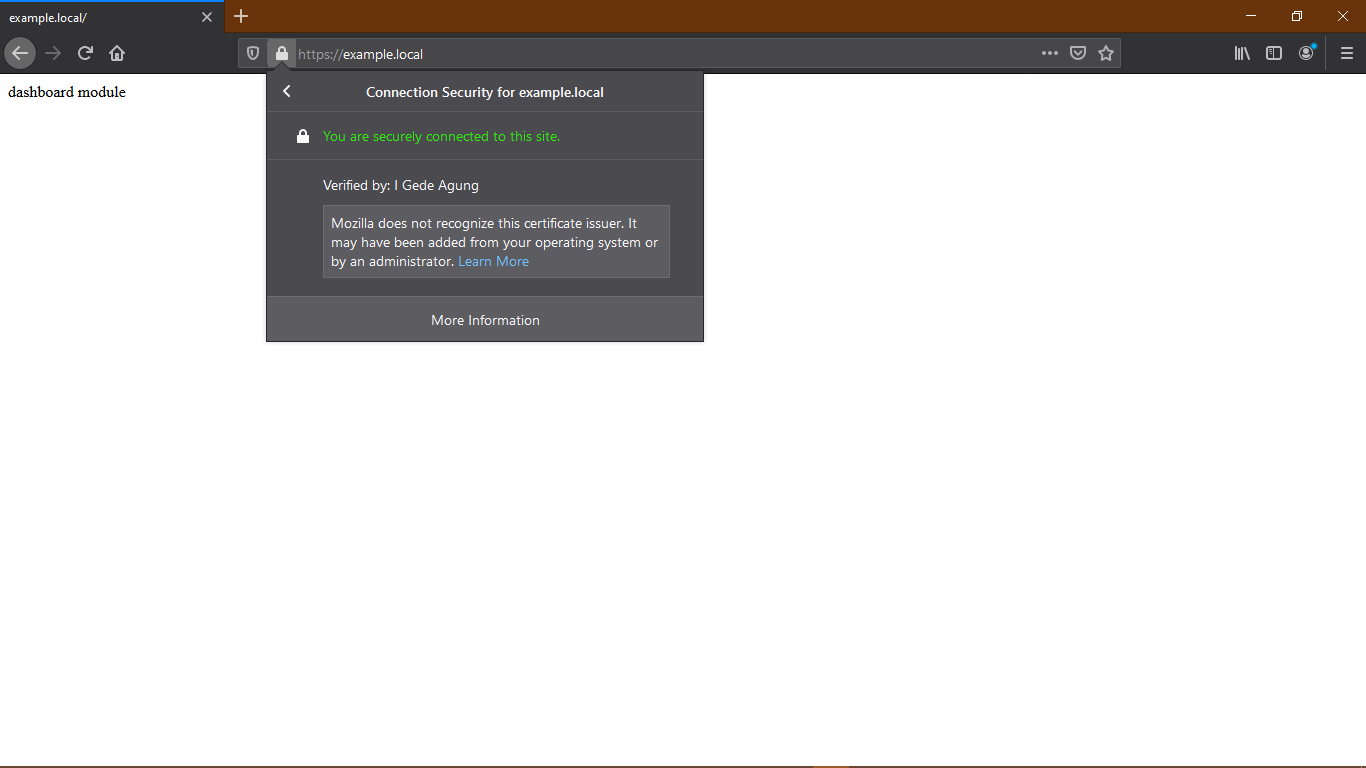 example.local/
https://example.local
dashboard module
Connection Security for example.local
You are securely connected to this site.
Verified by: I Gede Agung
Mozilla does not recognize this certificate issuer. It
may have been added from your operating system or
by an administrator. Learn More
More Information